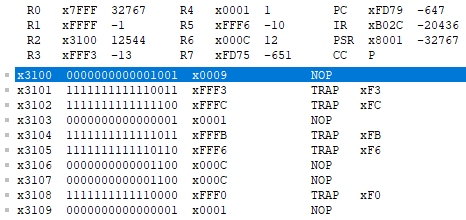 R0 x7FFF 32767 R4 x0001 1 PC xFD79 -647
R1 xFFFF -1 R5 xFFF6 -10 IR xB02C -20436
R2 x3100 12544 R6 x000C 12 PSR x8001 -32767
R3 xFFF3 -13 R7 xFD75 -651 CC P
x3100 0000000000001001 x0009 NOP
x3101 1111111111110011 xFFF3 TRAP xF3
x3102 1111111111111100 xFFFC TRAP xFC
x3103 0000000000000001 x0001 NOP
x3104 1111111111111011 xFFFB TRAP xFB
x3105 1111111111110110 xFFF6 TRAP xF6
x3106 0000000000001100 x000C NOP
x3107 0000000000001100 x000C NOP
x3108 1111111111110000 xFFF0 TRAP xF0
x3109 0000000000000001 x0001 NOP